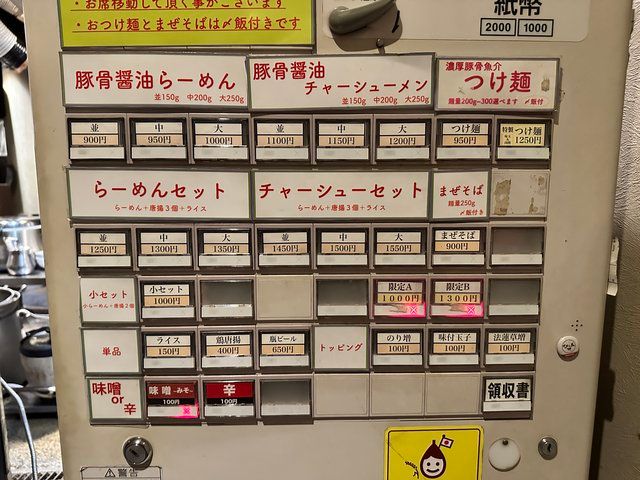 ・お席移動して頂く事がございます
・おつけ麺とまぜそばは〆飯付きです
紙幣
2000 1000
豚骨醤油らーめん
並150g 中200g 大250g
豚骨醤油
チャーシューメン
並150g 中200g 大250g
濃厚豚骨魚介
つけ麺
麺量200g~300選べます 〆飯付
並 900円
中 950円
大 1000円
並 1100円
中 1150円
大 1200円
つけ麺 950円
特製 つけ麺 1250円
らーめんセット
らーめん+唐揚3個+ライス
チャーシューセット
らーめん+唐揚3個+ライス
まぜそば
麺量250g
〆飯付き
並 1250円
中 1300円
大 1350円
並 1450円
中 1500円
大 1550円
まぜそば 900円
小セット
小らーめん+唐揚2個
小セット 1000円
限定A 1000円
限定B 1300円
単品
ライス 150円
鶏唐揚 400円
瓶ビール 650円
トッピング
のり増 100円
味付玉子 100円
法蓮草増 100円
味噌
or
辛
味噌 -みそ- 100円
辛 100円
領収書
警告